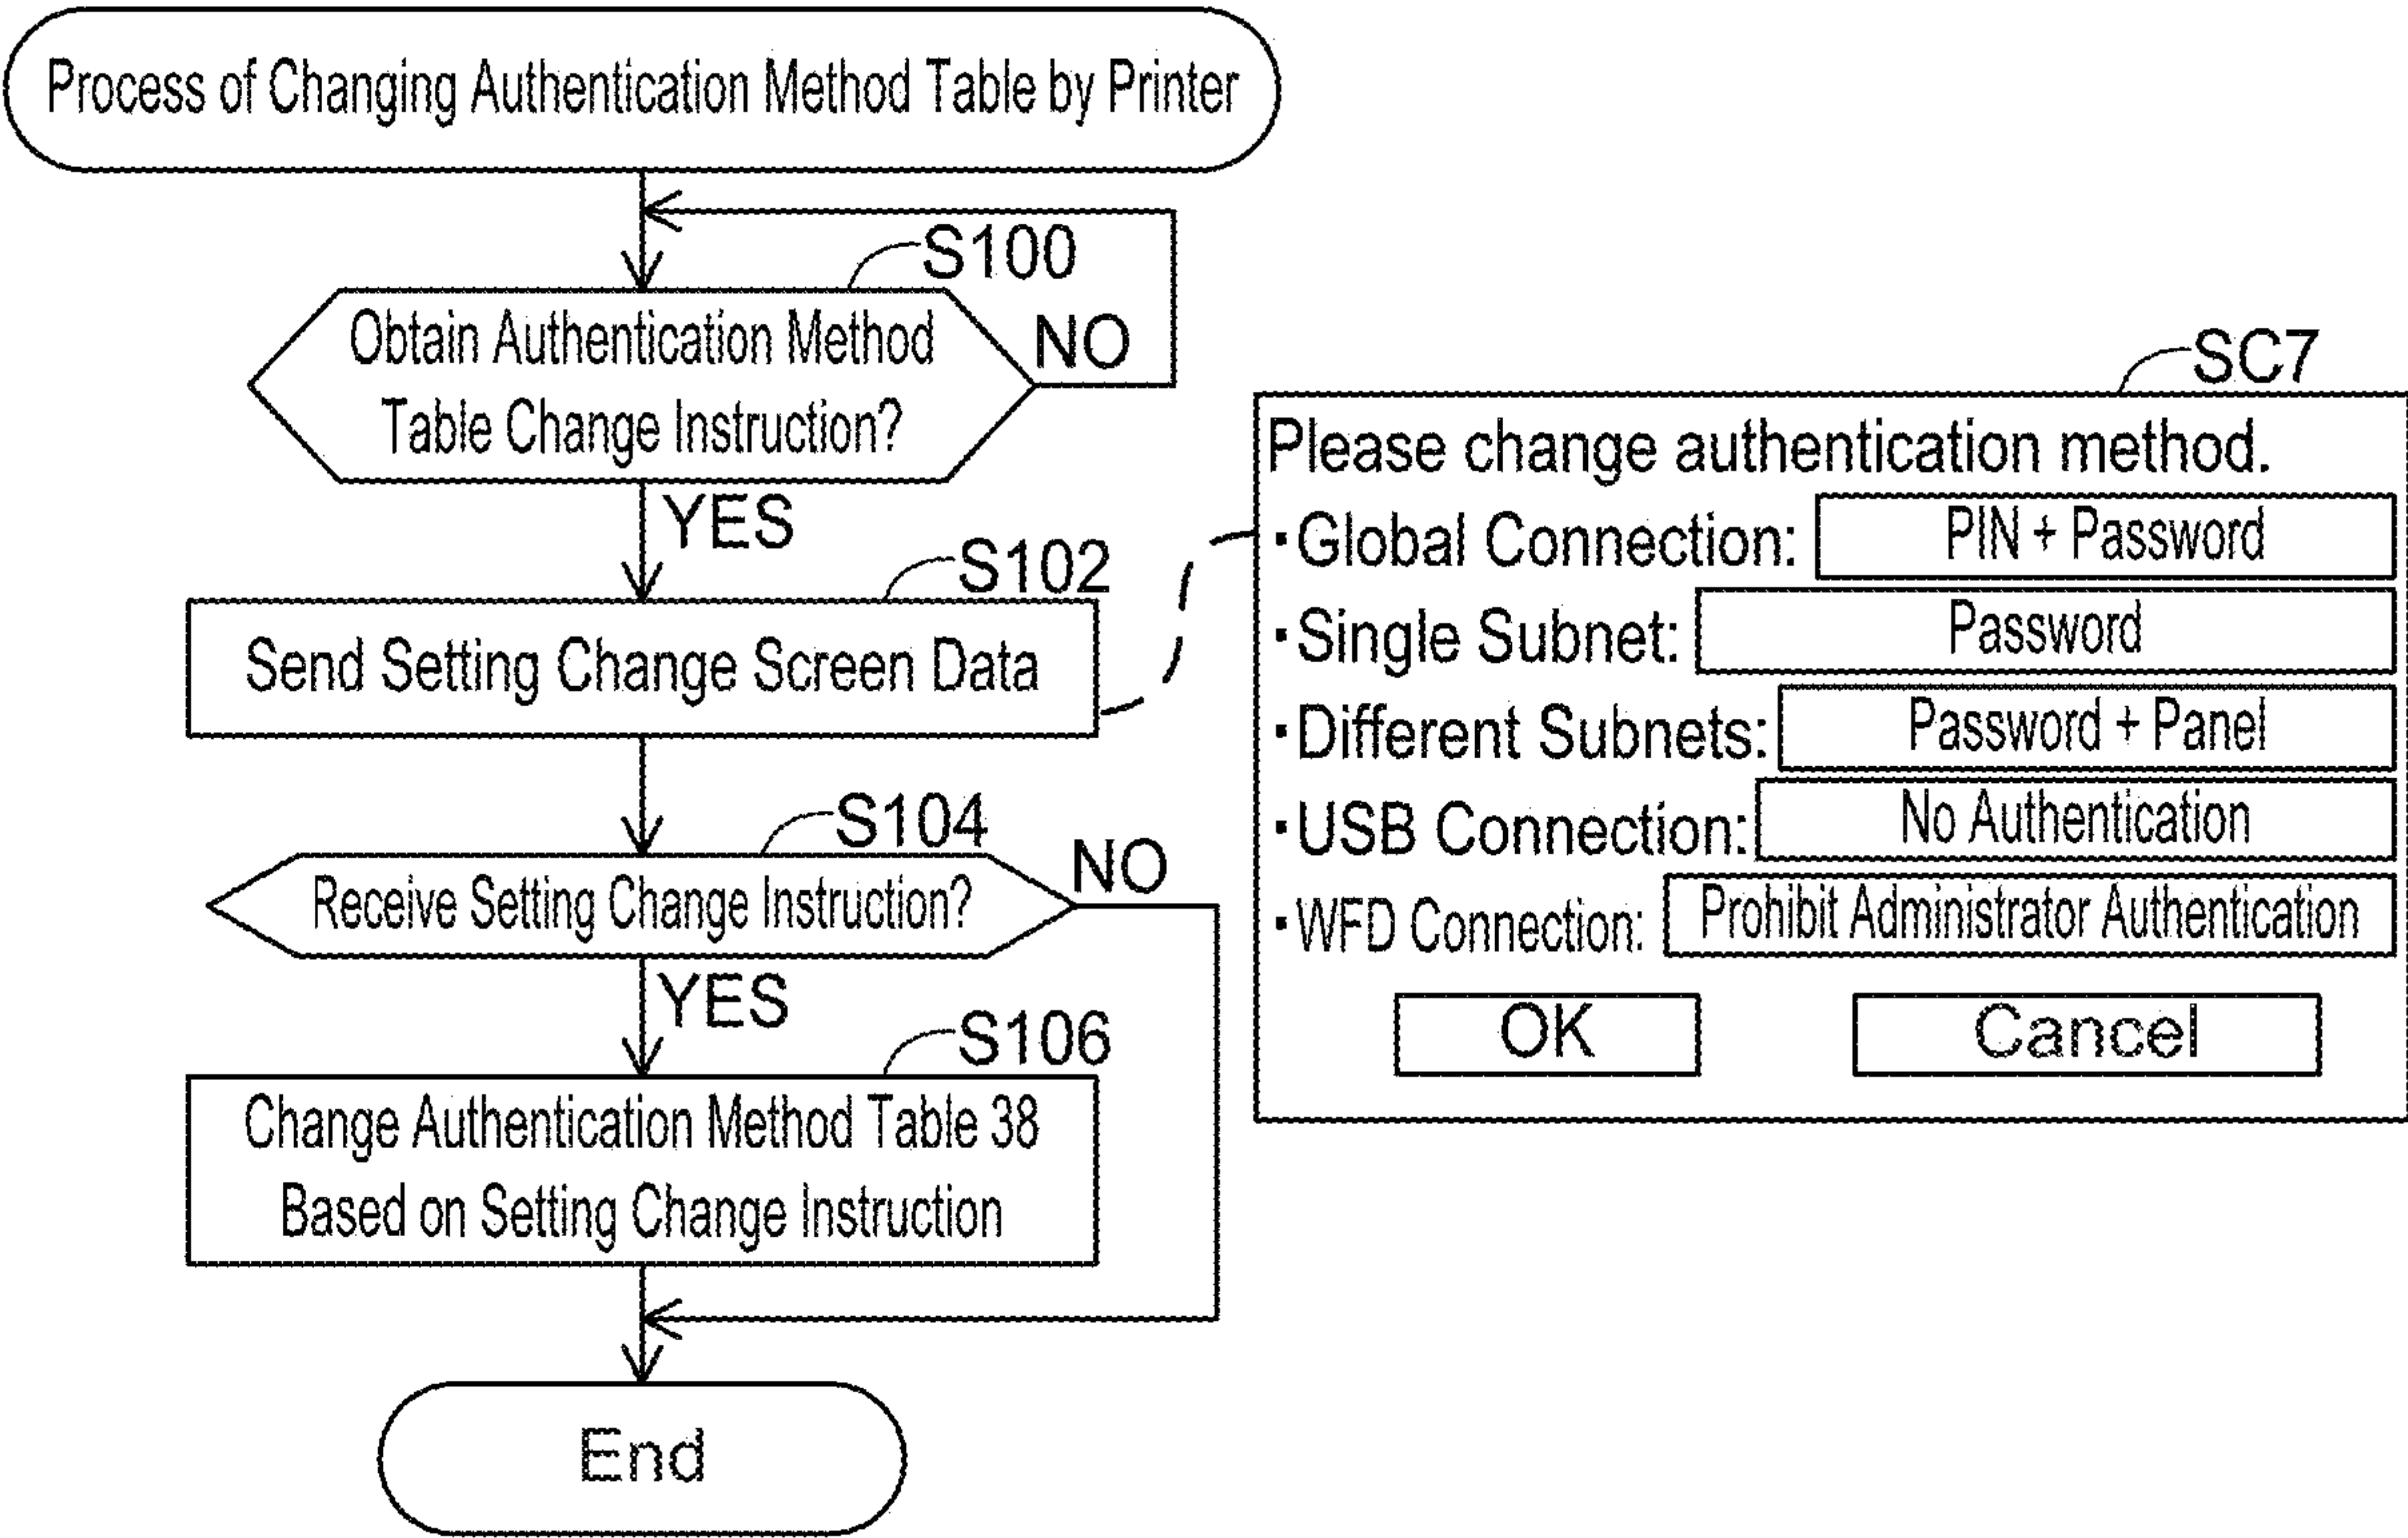 Process of Changing Authentication Method Table by Printer
S100
Obtain Authentication Method
Table Change Instruction?
NO
YES
S102
Send Setting Change Screen Data
S104
Receive Setting Change Instruction?
NO
YES
S106
Change Authentication Method Table 38
Based on Setting Change Instruction
End
SC7
Please change authentication method.
・Global Connection: PIN + Password
・Single Subnet: Password
・Different Subnets: Password + Panel
・USB Connection: No Authentication
・WFD Connection: Prohibit Administrator Authentication
OK Cancel